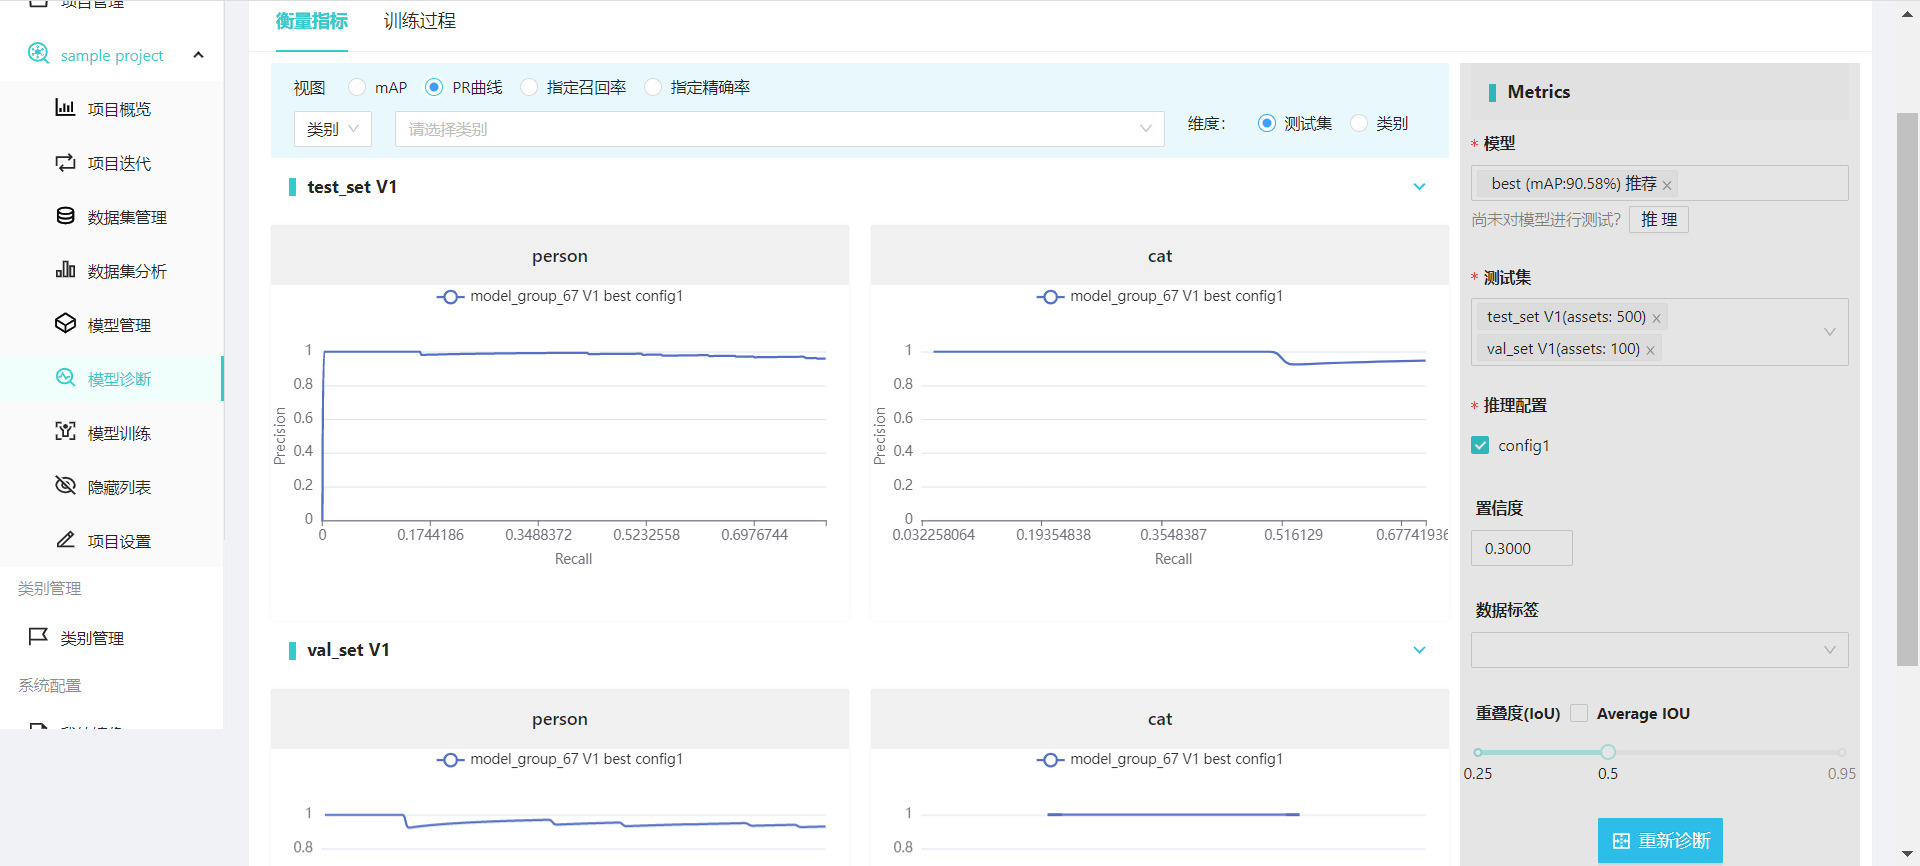 项目管理
sample project
项目概览
项目迭代
数据集管理
数据集分析
模型管理
模型诊断
模型训练
隐藏列表
项目设置
类别管理
类别管理
系统配置
衡量指标 训练过程
视图 mAP PR曲线 指定召回率 指定精确率
类别 请选择类别 维度： 测试集 类别
test_set V1
person
model_group_67 V1 best config1
1
0.8
0.6
0.4
0.2
0
Precision
0 0.1744186 0.3488372 0.5232558 0.6976744
Recall
cat
model_group_67 V1 best config1
1
0.8
0.6
0.4
0.2
0
Precision
0.032258064 0.19354838 0.3548387 0.516129 0.67741936
Recall
val_set V1
person
model_group_67 V1 best config1
1
0.8
cat
model_group_67 V1 best config1
1
0.8
Metrics
* 模型
best (mAP:90.58%) 推荐 ×
尚未对模型进行测试? 推 理
* 测试集
test_set V1(assets: 500) ×
val_set V1(assets: 100) ×
* 推理配置
config1
置信度
0.3000
数据标签
重叠度(IoU) Average IOU
0.25 0.5 0.95
重新诊断